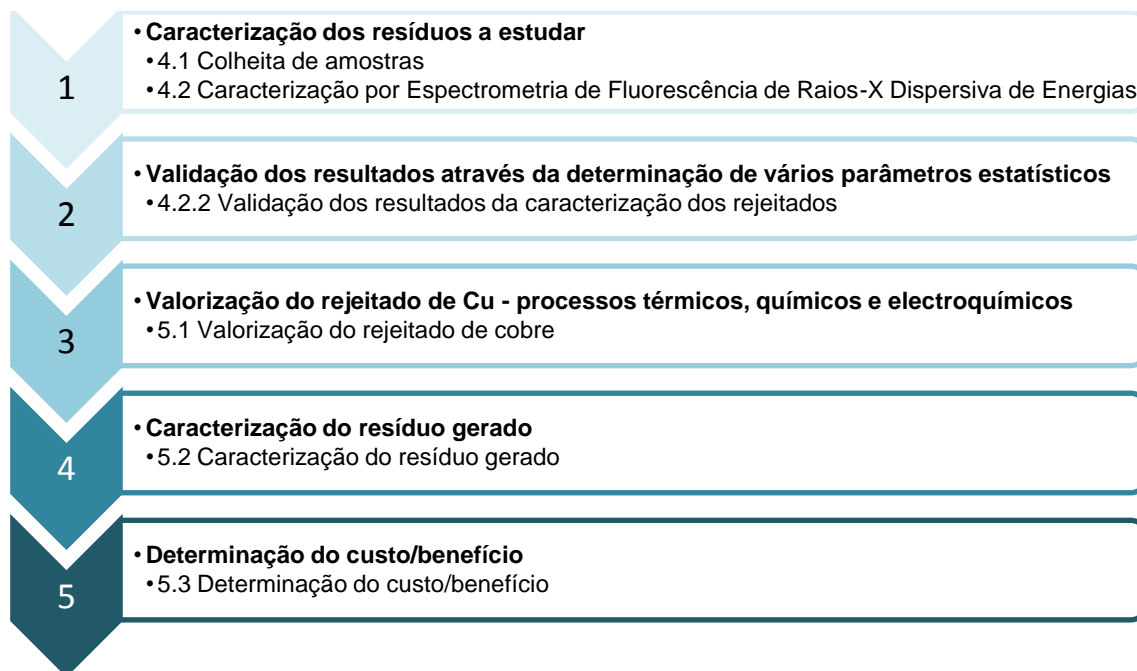 1
• Caracterização dos resíduos a estudar
• 4.1 Colheita de amostras
• 4.2 Caracterização por Espectrometria de Fluorescência de Raios-X Dispersiva de Energias
2
• Validação dos resultados através da determinação de vários parâmetros estatísticos
• 4.2.2 Validação dos resultados da caracterização dos rejeitados
3
• Valorização do rejeitado de Cu - processos térmicos, químicos e electroquímicos
• 5.1 Valorização do rejeitado de cobre
4
• Caracterização do resíduo gerado
• 5.2 Caracterização do resíduo gerado
5
• Determinação do custo/benefício
• 5.3 Determinação do custo/benefício